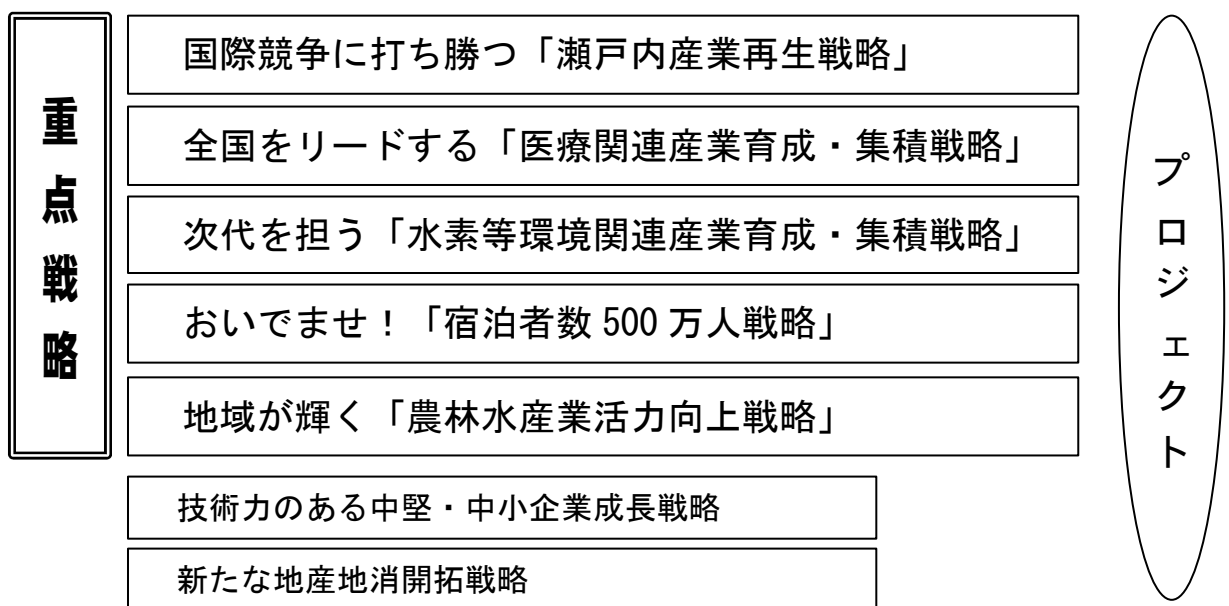 重点戦略
国際競争に打ち勝つ「瀬戸内産業再生戦略」
全国をリードする「医療関連産業育成・集積戦略」
次代を担う「水素等環境関連産業育成・集積戦略」
おいでませ！「宿泊者数 500 万人戦略」
地域が輝く「農林水産業活力向上戦略」
技術力のある中堅・中小企業成長戦略
新たな地産地消開拓戦略
プロジェクト